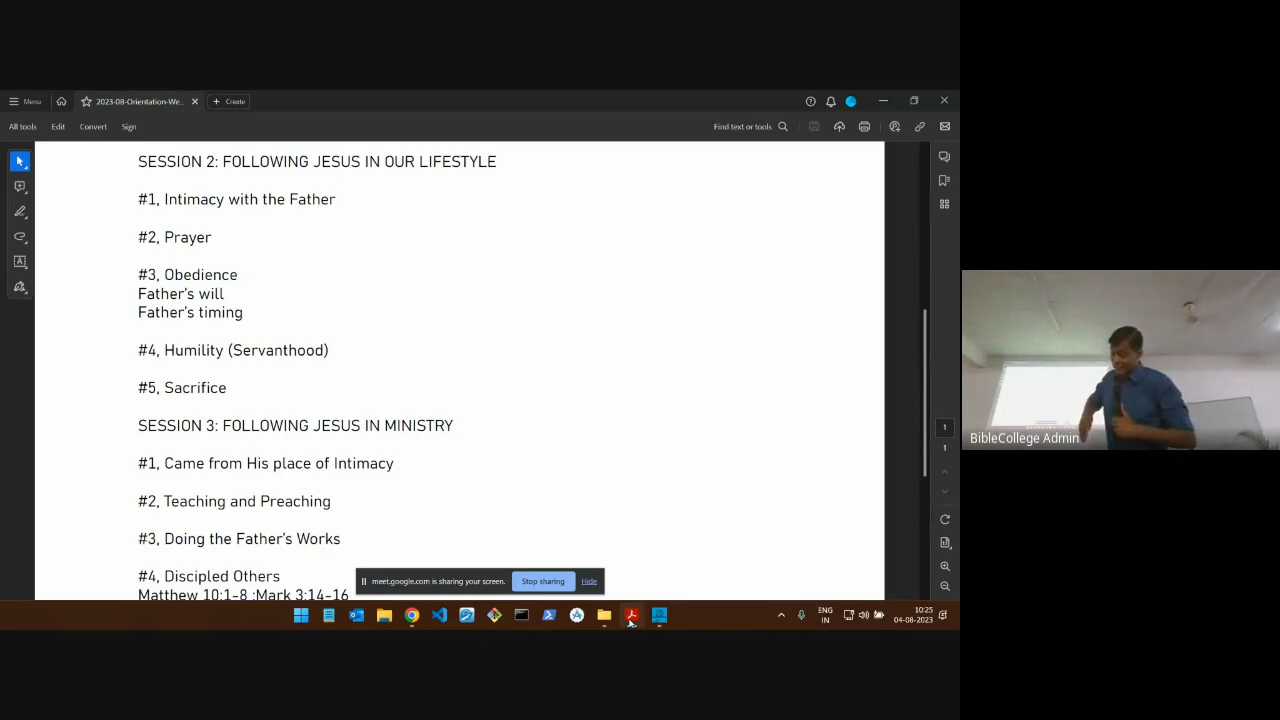 Menu
2023-08-Orientation-We...
Create
All tools
Edit
Convert
Sign
Find text or tools
SESSION 2: FOLLOWING JESUS IN OUR LIFESTYLE
#1, Intimacy with the Father
#2, Prayer
#3, Obedience
Father's will
Father's timing
#4, Humility (Servanthood)
#5, Sacrifice
SESSION 3: FOLLOWING JESUS IN MINISTRY
#1, Came from His place of Intimacy
#2, Teaching and Preaching
#3, Doing the Father's Works
#4, Discipled Others
Matthew 10:1-8 ;Mark 3:14-16
1
1
meet.google.com is sharing your screen.
Stop sharing
Hide
ENG
IN
10:25
04-08-2023
BibleCollege Admin